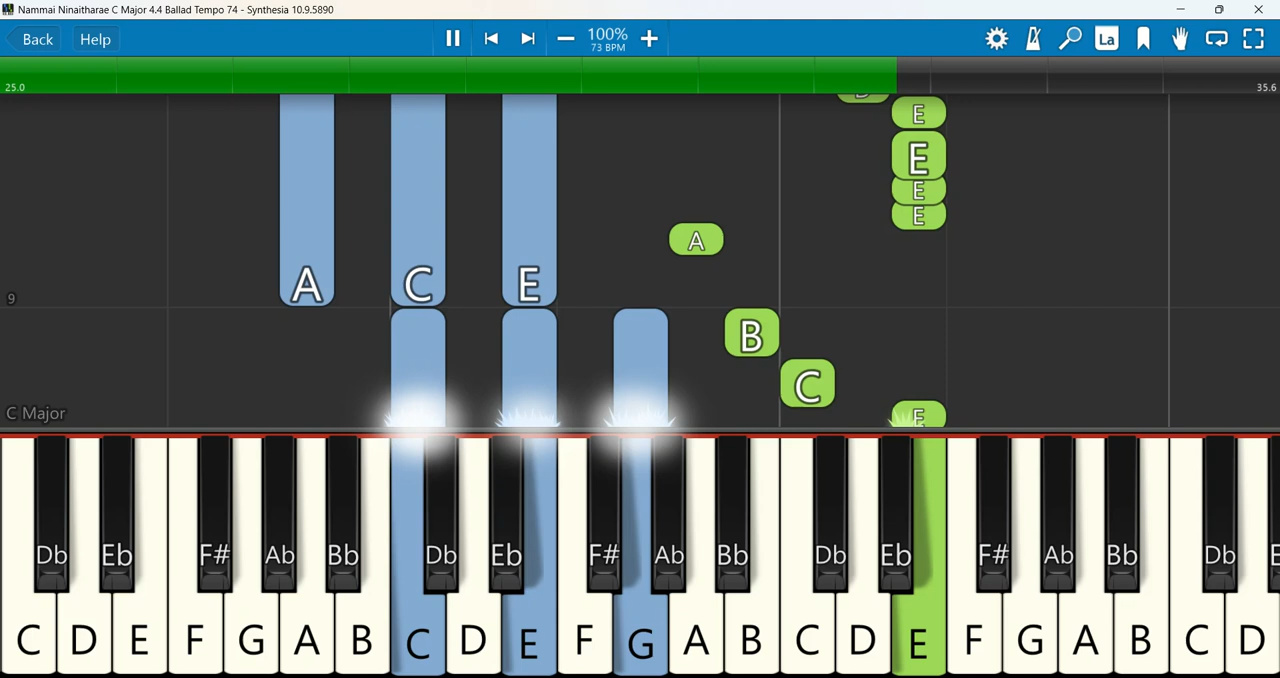 Nammai Ninaitharae C Major 4.4 Ballad Tempo 74 - Synthesia 10.9.5890
Back Help 100% La
73 BPM
25.0 35.6
E
E
E
E
A
A C E
9
B
C
C Major E
Db Eb F# Ab Bb Db Eb F# Ab Bb Db Eb F# Ab Bb Db
C D E F G A B C D E F G A B C D E F G A B C D